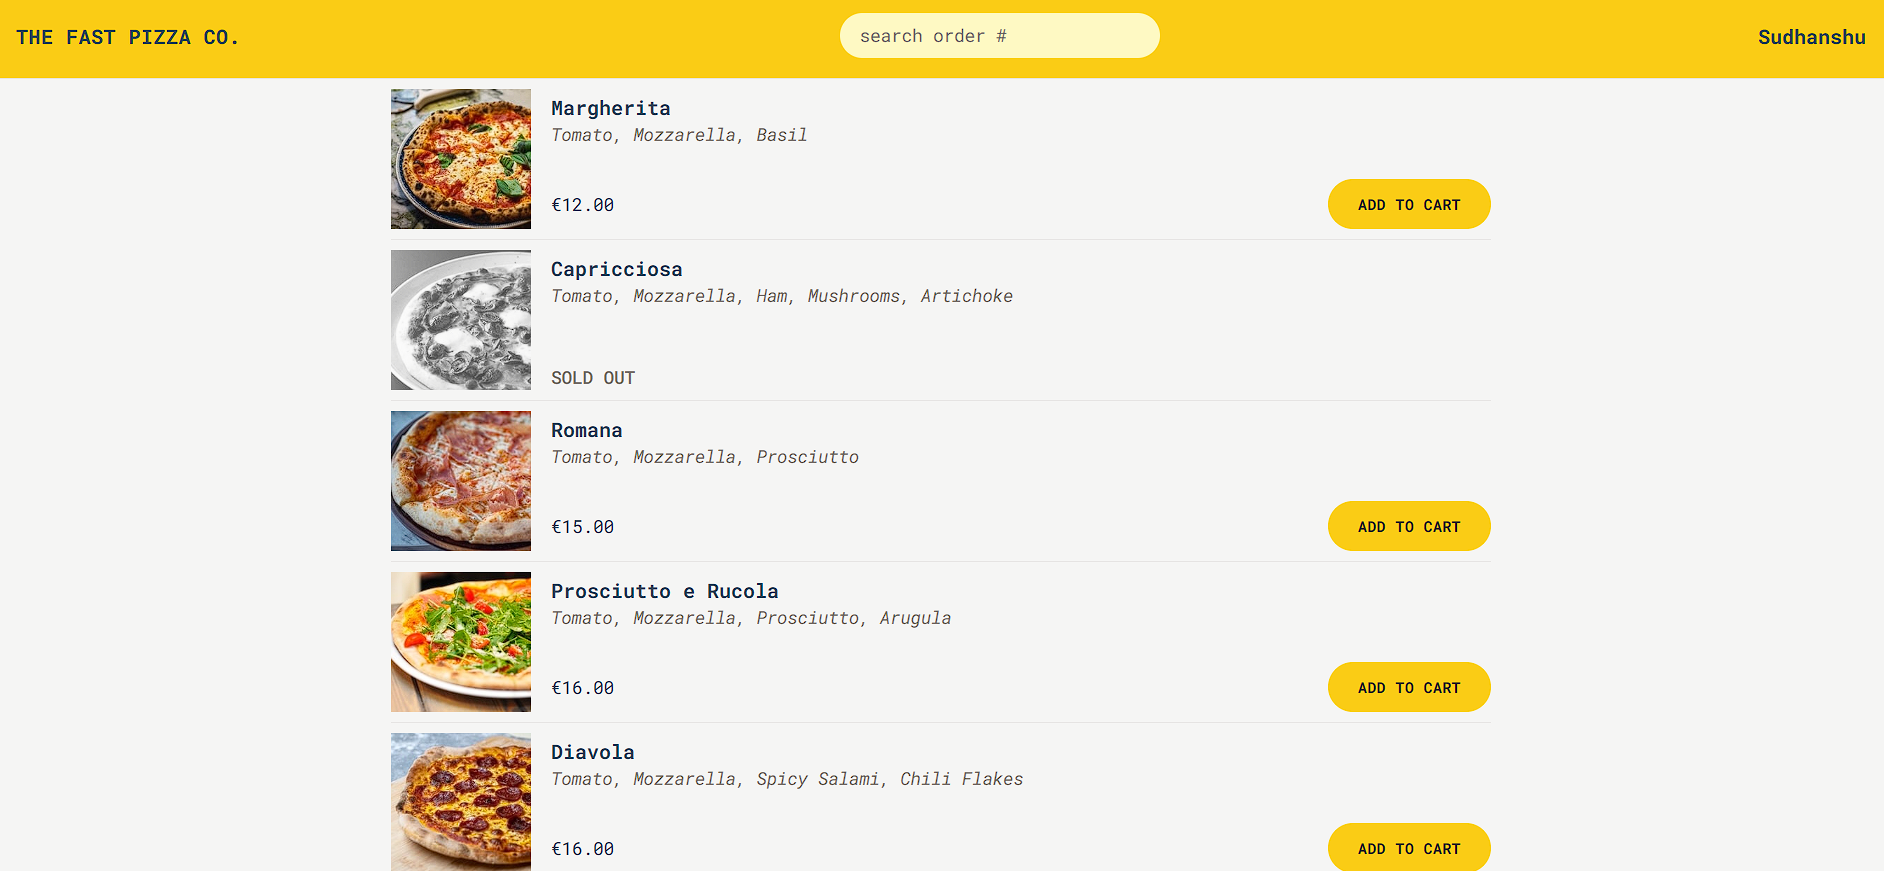 THE FAST PIZZA CO.
search order #
Sudhanshu
Margherita
Tomato, Mozzarella, Basil
€12.00
ADD TO CART
Capricciosa
Tomato, Mozzarella, Ham, Mushrooms, Artichoke
SOLD OUT
Romana
Tomato, Mozzarella, Prosciutto
€15.00
ADD TO CART
Prosciutto e Rucola
Tomato, Mozzarella, Prosciutto, Arugula
€16.00
ADD TO CART
Diavola
Tomato, Mozzarella, Spicy Salami, Chili Flakes
€16.00
ADD TO CART